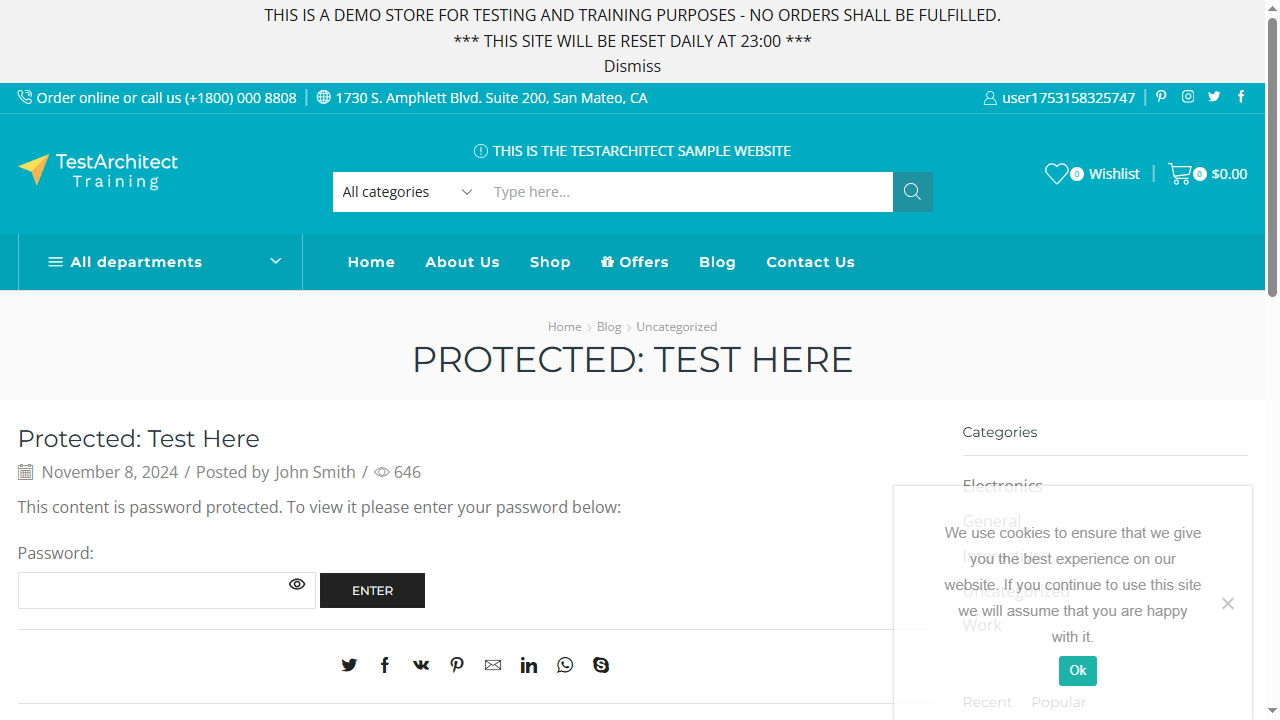 THIS IS A DEMO STORE FOR TESTING AND TRAINING PURPOSES - NO ORDERS SHALL BE FULFILLED.
*** THIS SITE WILL BE RESET DAILY AT 23:00 ***
Dismiss
Order online or call us (+1800) 000 8808
1730 S. Amphlett Blvd. Suite 200, San Mateo, CA
user1753158325747
TestArchitect
Training
THIS IS THE TESTARCHITECT SAMPLE WEBSITE
All categories
Type here...
0 Wishlist
0 $0.00
All departments
Home
About Us
Shop
Offers
Blog
Contact Us
Home > Blog > Uncategorized
PROTECTED: TEST HERE
Protected: Test Here
November 8, 2024 / Posted by John Smith / 646
This content is password protected. To view it please enter your password below:
Password:
ENTER
Categories
Electronics
General
Uncategorized
Work
Recent
Popular
We use cookies to ensure that we give
you the best experience on our
website. If you continue to use this site
we will assume that you are happy
with it.
Ok